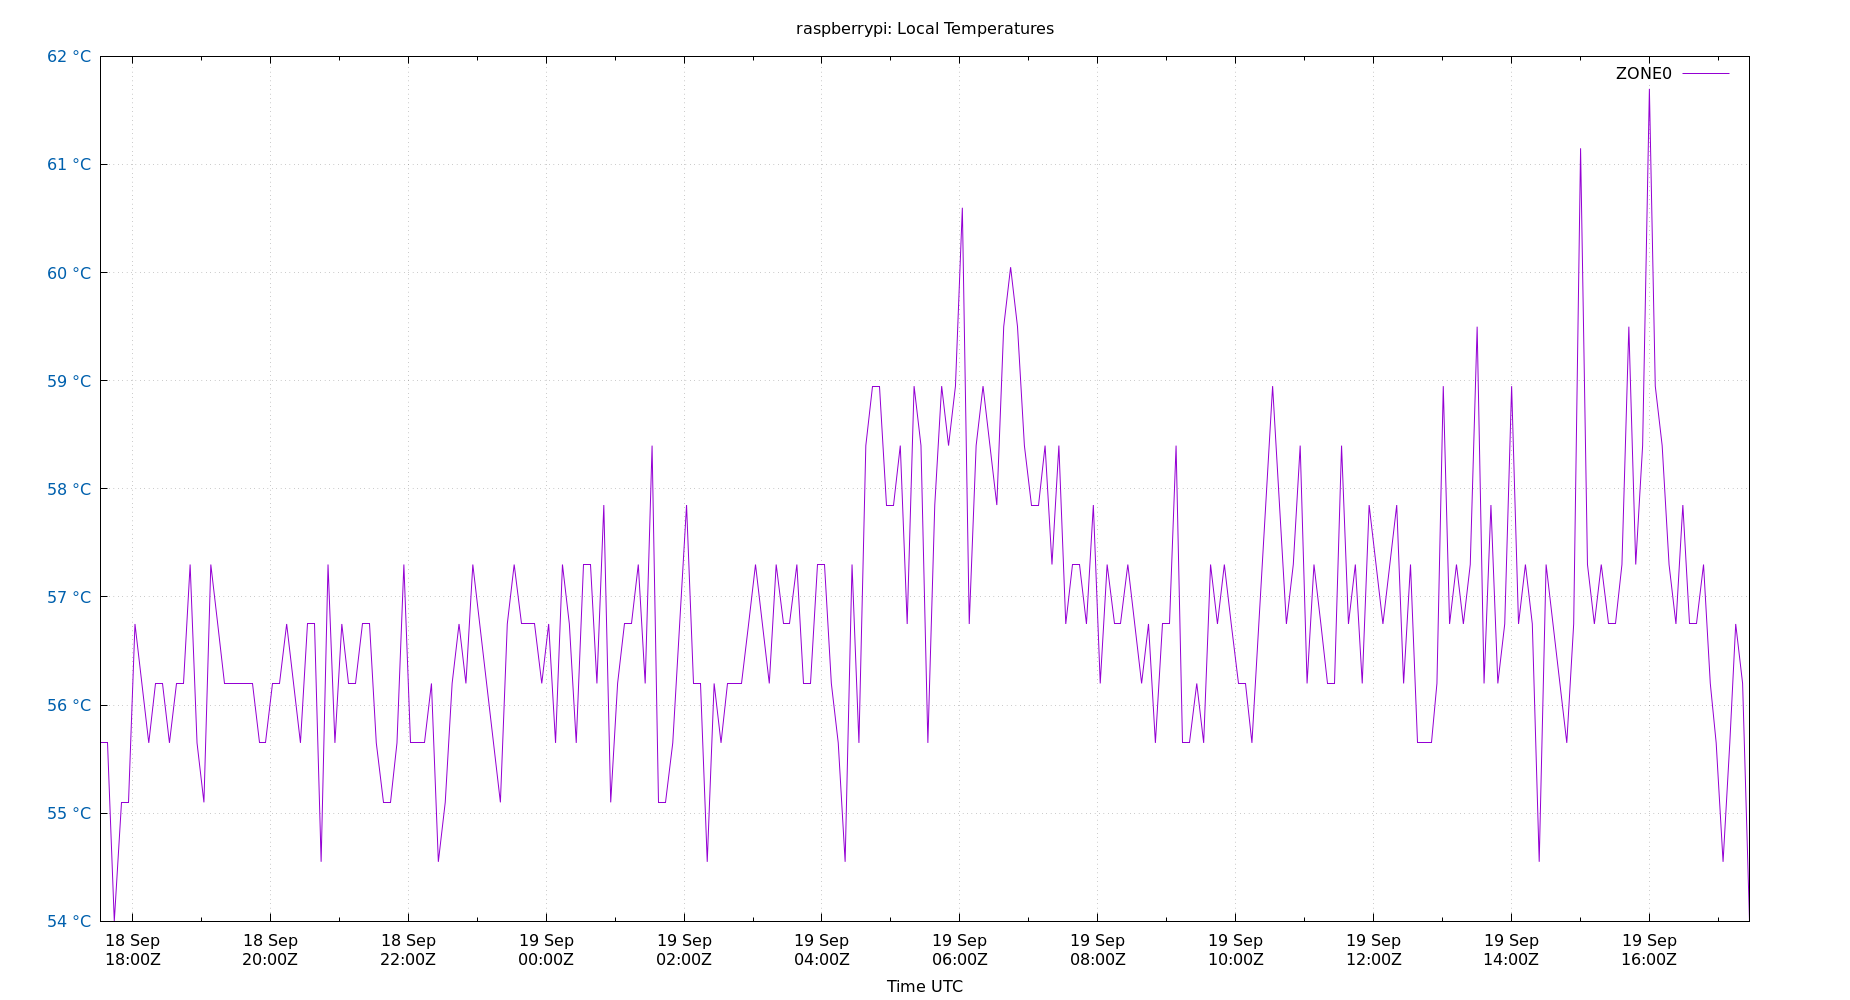 raspberrypi: Local Temperatures
62 °C
ZONE0
61 °C
60 °C
59 °C
58 °C
57 °C
56 °C
55 °C
54 °C
18 Sep 18 Sep 18 Sep 19 Sep 19 Sep 19 Sep 19 Sep 19 Sep 19 Sep 19 Sep 19 Sep 19 Sep
18:00Z 20:00Z 22:00Z 00:00Z 02:00Z 04:00Z 06:00Z 08:00Z 10:00Z 12:00Z 14:00Z 16:00Z
Time UTC